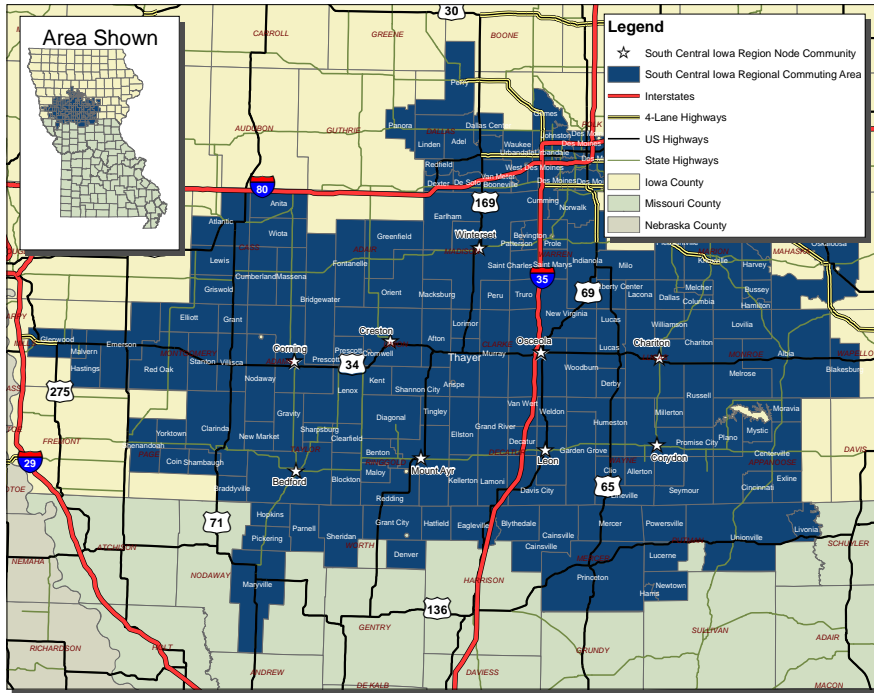 Area Shown
Legend
South Central Iowa Region Node Community
South Central Iowa Regional Commuting Area
Interstates
4-Lane Highways
US Highways
State Highways
Iowa County
Missouri County
Nebraska County
30
CARROLL
GREENE
BOONE
Perry
AUDUBON
GUTHRIE
Panora
Dallas Center
Grimes
Johnston
Linden
Adel
Waukee
Urbandale
Redfield
West Des Moines
Van Meter
Dexter
De Soto
Booneville
80
169
Anita
Cumming
Norwalk
Atlantic
Wiota
Earlham
Greenfield
Winterset
Bevington
Patterson
Prole
ADAIR
Lewis
Fontanelle
Saint Charles
Saint Marys
Indianola
Milo
Harvey
MAHASKA
Cumberland
Massena
Griswold
Bridgewater
Orient
Macksburg
Peru
Truro
35
69
Liberty Center
Lacona
Dallas
Melcher
Columbia
Bussey
Hamilton
Elliott
Grant
Lorimor
New Virginia
Lucas
Williamson
Lovilia
Glenwood
Malvern
Emerson
Creston
Afton
CLARKE
Osceola
Chariton
Chariton
Hastings
Red Oak
Stanton
Villisca
Corning
Prescott
Prescott
Cromwell
34
Thayer
Murray
Lucas
Albia
Blakesburg
Melrose
275
Nodaway
Lenox
Kent
Shannon City
Arispe
Woodburn
Derby
Russell
Gravity
Diagonal
Tingley
Van Wert
Weldon
Millerton
Moravia
Yorktown
Clarinda
New Market
Sharpsburg
Clearfield
Ellston
Grand River
Humeston
Mystic
Plano
Promise City
FREMONT
Shenandoah
Benton
Decatur
Garden Grove
Centerville
DAVIS
29
Coin
Shambaugh
Bedford
Blockton
Maloy
Mount Ayr
Kellerton
Lamoni
Leon
Clio
Allerton
Corydon
Exline
Braddyville
Redding
Davis City
65
Lineville
Seymour
Cincinnati
71
Hopkins
Pickering
Parnell
Sheridan
Grant City
Hatfield
Eagleville
Blythedale
Cainsville
Cainsville
Mercer
Powersville
Livonia
Unionville
ATCHISON
NEMAHA
NODAWAY
WORTH
Denver
Lucerne
SCHUYLER
Maryville
HARRISON
Princeton
Newtown
Harris
136
GENTRY
SULLIVAN
ADAIR
RICHARDSON
HOLT
ANDREW
DE KALB
DAVIESS
GRUNDY
MACON